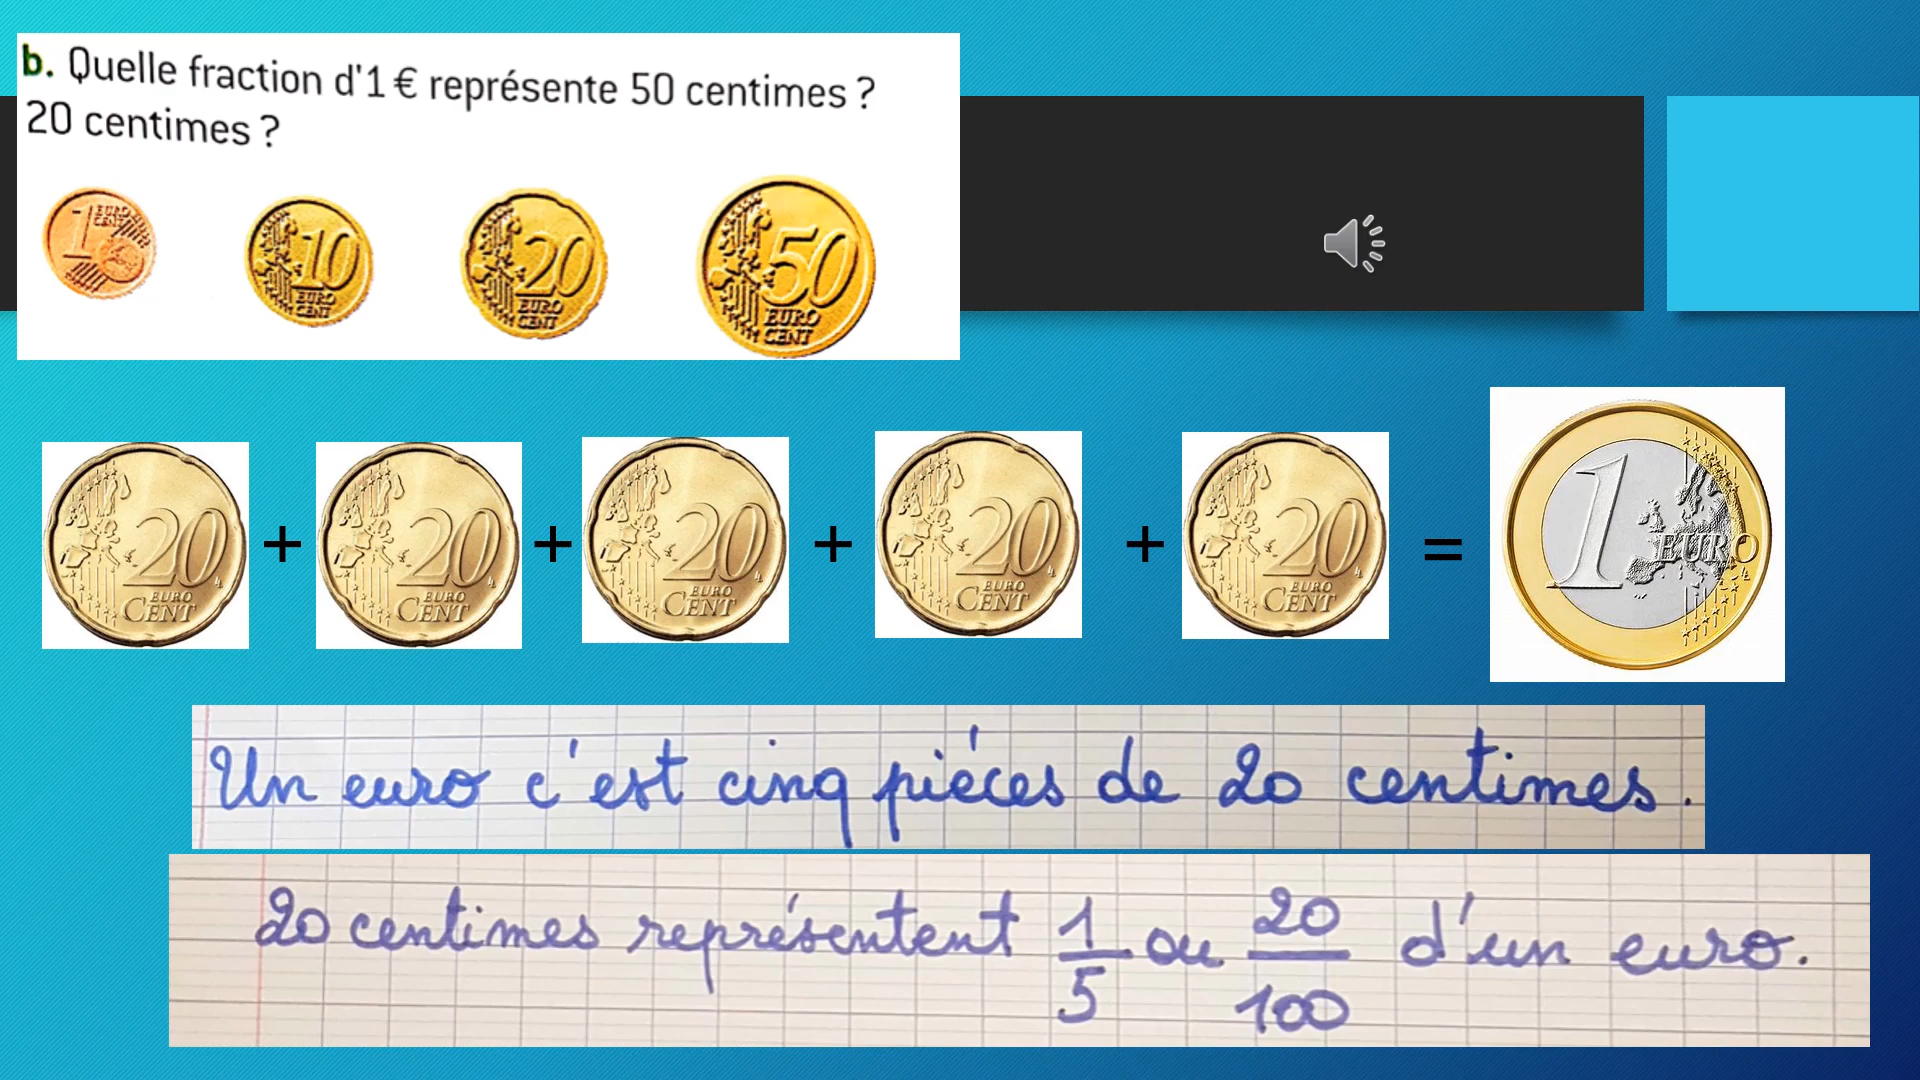 b. Quelle fraction d'1 € représente 50 centimes ?
20 centimes ?
1 EURO CENT
10 EURO CENT
20 EURO CENT
50 EURO CENT
20 EURO CENT + 20 EURO CENT + 20 EURO CENT + 20 EURO CENT + 20 EURO CENT = 1 EURO
Un euro c'est cinq piéces de 20 centimes.
20 centimes représentent 1/5 ou 20/100 d'un euro.